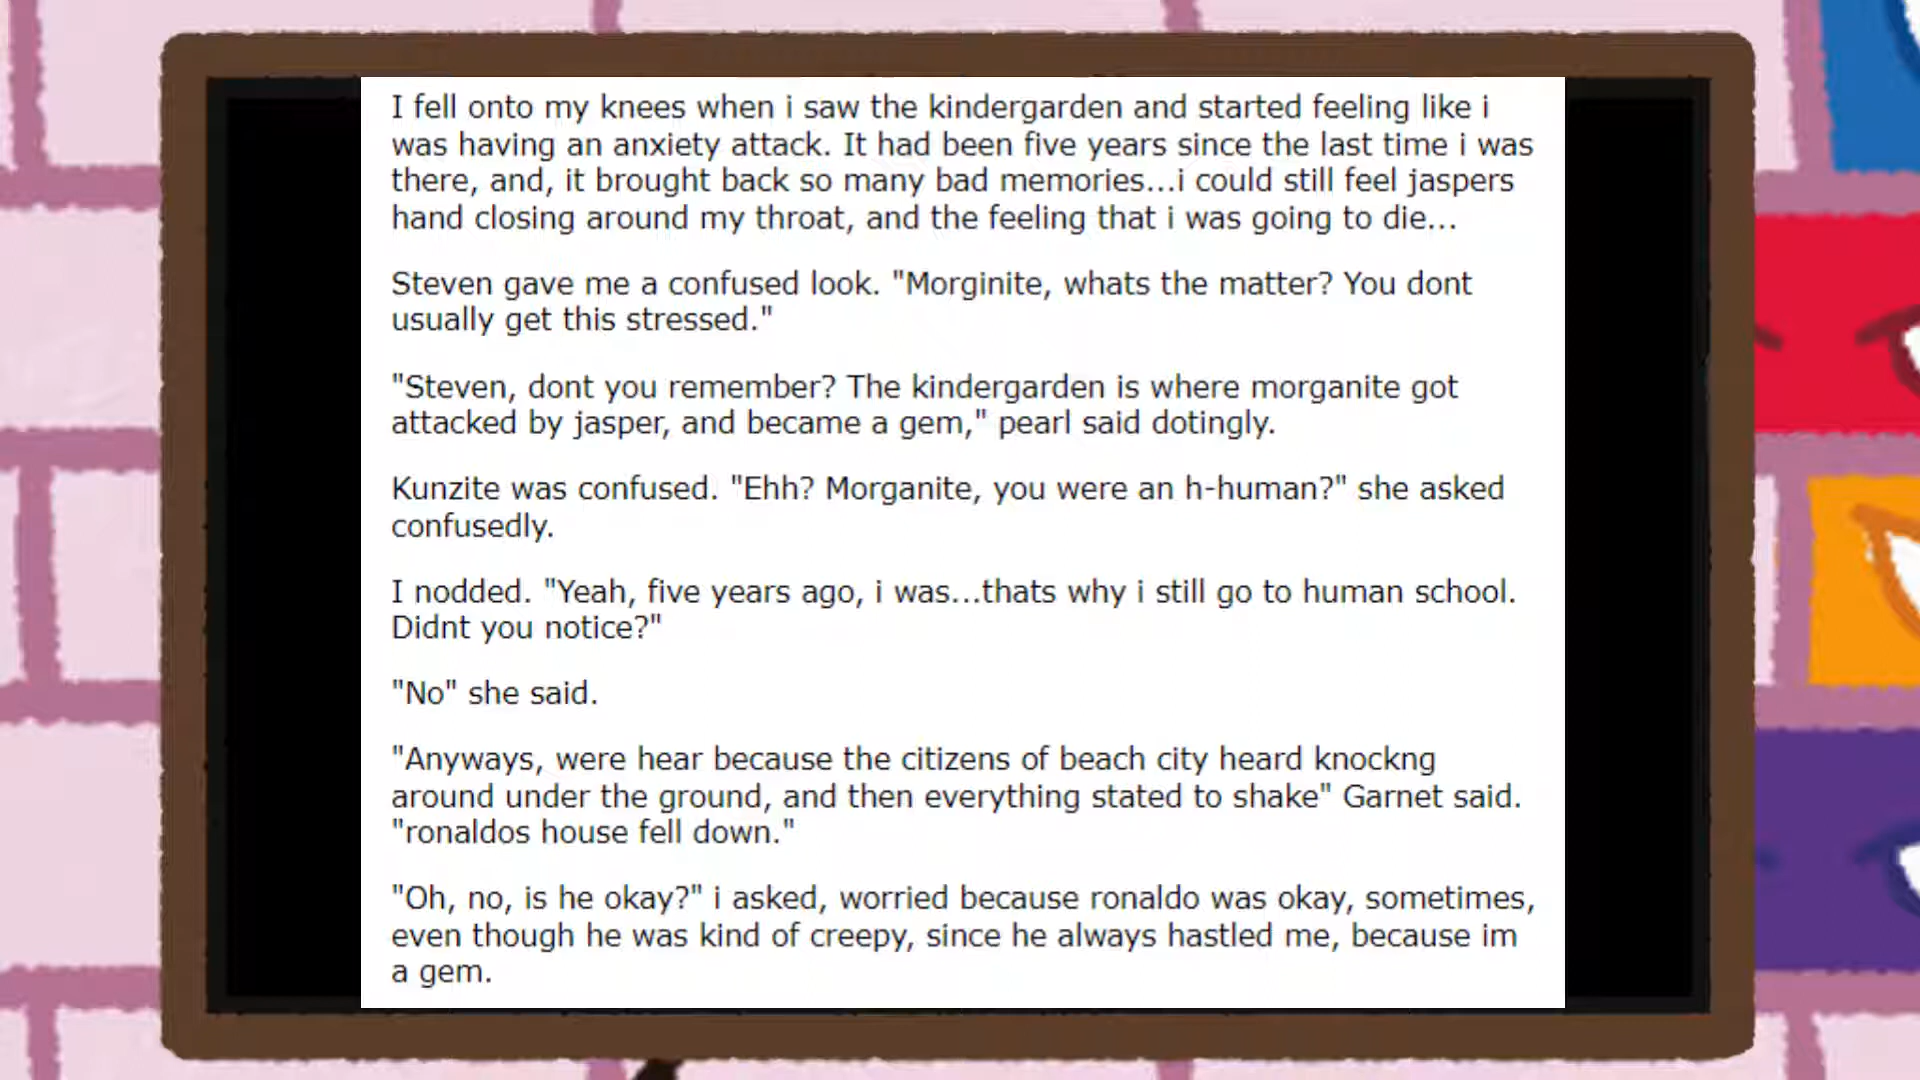 I fell onto my knees when i saw the kindergarden and started feeling like i
was having an anxiety attack. It had been five years since the last time i was
there, and, it brought back so many bad memories...i could still feel jaspers
hand closing around my throat, and the feeling that i was going to die...
Steven gave me a confused look. "Morginite, whats the matter? You dont
usually get this stressed."
"Steven, dont you remember? The kindergarden is where morganite got
attacked by jasper, and became a gem," pearl said dotingly.
Kunzite was confused. "Ehh? Morganite, you were an h-human?" she asked
confusedly.
I nodded. "Yeah, five years ago, i was...thats why i still go to human school.
Didnt you notice?"
"No" she said.
"Anyways, were hear because the citizens of beach city heard knockng
around under the ground, and then everything stated to shake" Garnet said.
"ronaldos house fell down."
"Oh, no, is he okay?" i asked, worried because ronaldo was okay, sometimes,
even though he was kind of creepy, since he always hastled me, because im
a gem.